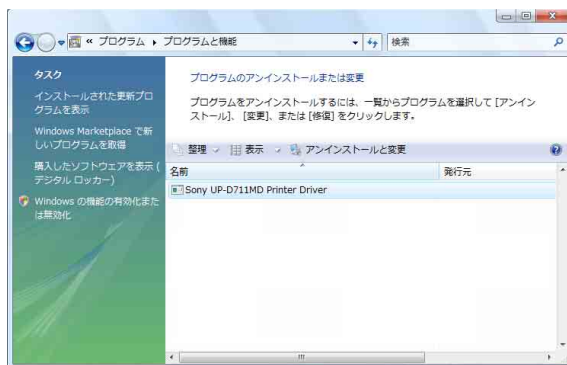 « プログラム ▸ プログラムと機能
検索
タスク
インストールされた更新プロ
グラムを表示
Windows Marketplace で新
しいプログラムを取得
購入したソフトウェアを表示 (
デジタル ロッカー)
Windows の機能の有効化また
は無効化
プログラムのアンインストールまたは変更
プログラムをアンインストールするには、一覧からプログラムを選択して [アンイン
ストール]、[変更]、または [修復] をクリックします。
整理 表示 アンインストールと変更
名前 発行元
Sony UP-D711MD Printer Driver